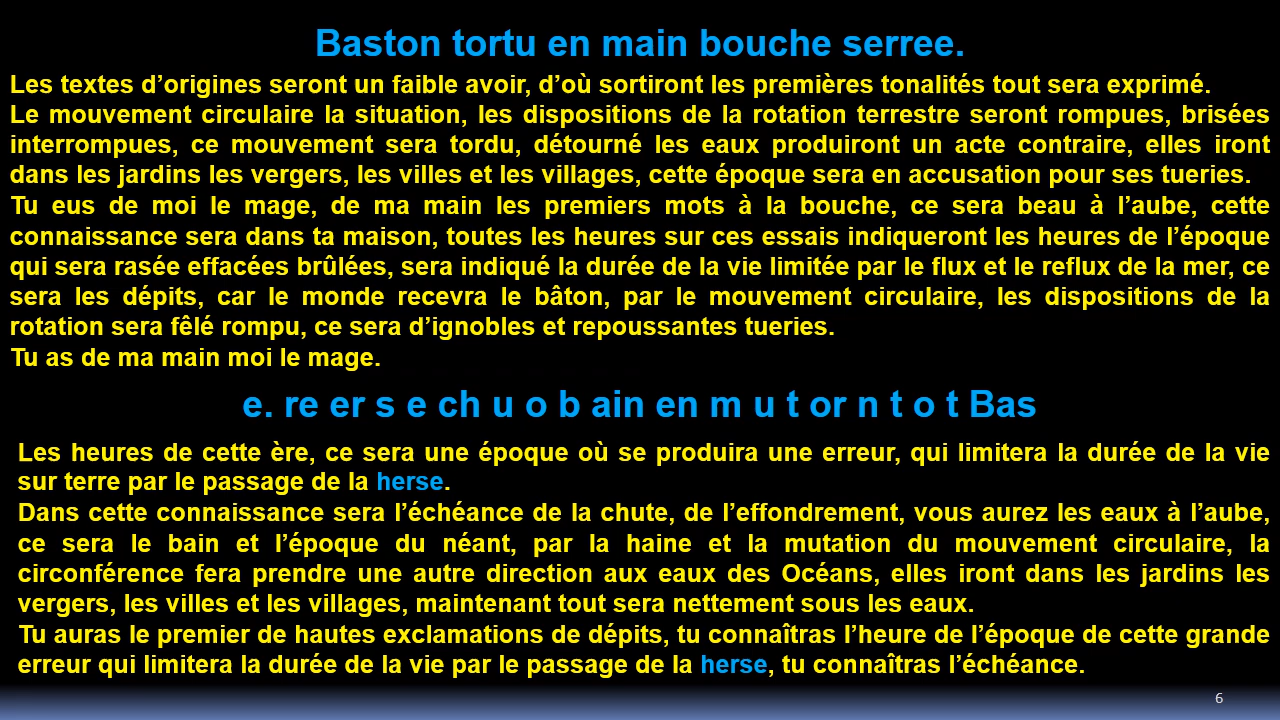 Baston tortu en main bouche serree.
Les textes d’origines seront un faible avoir, d’où sortiront les premières tonalités tout sera exprimé.
Le mouvement circulaire la situation, les dispositions de la rotation terrestre seront rompues, brisées
interrompues, ce mouvement sera tordu, détourné les eaux produiront un acte contraire, elles iront
dans les jardins les vergers, les villes et les villages, cette époque sera en accusation pour ses tueries.
Tu eus de moi le mage, de ma main les premiers mots à la bouche, ce sera beau à l’aube, cette
connaissance sera dans ta maison, toutes les heures sur ces essais indiqueront les heures de l’époque
qui sera rasée effacées brûlées, sera indiqué la durée de la vie limitée par le flux et le reflux de la mer, ce
sera les dépits, car le monde recevra le bâton, par le mouvement circulaire, les dispositions de la
rotation sera fêlé rompu, ce sera d’ignobles et repoussantes tueries.
Tu as de ma main moi le mage.
e. re er s e ch u o b ain en m u t or n t o t Bas
Les heures de cette ère, ce sera une époque où se produira une erreur, qui limitera la durée de la vie
sur terre par le passage de la herse.
Dans cette connaissance sera l’échéance de la chute, de l’effondrement, vous aurez les eaux à l’aube,
ce sera le bain et l’époque du néant, par la haine et la mutation du mouvement circulaire, la
circonférence fera prendre une autre direction aux eaux des Océans, elles iront dans les jardins les
vergers, les villes et les villages, maintenant tout sera nettement sous les eaux.
Tu auras le premier de hautes exclamations de dépits, tu connaîtras l’heure de l’époque de cette grande
erreur qui limitera la durée de la vie par le passage de la herse, tu connaîtras l’échéance.
6